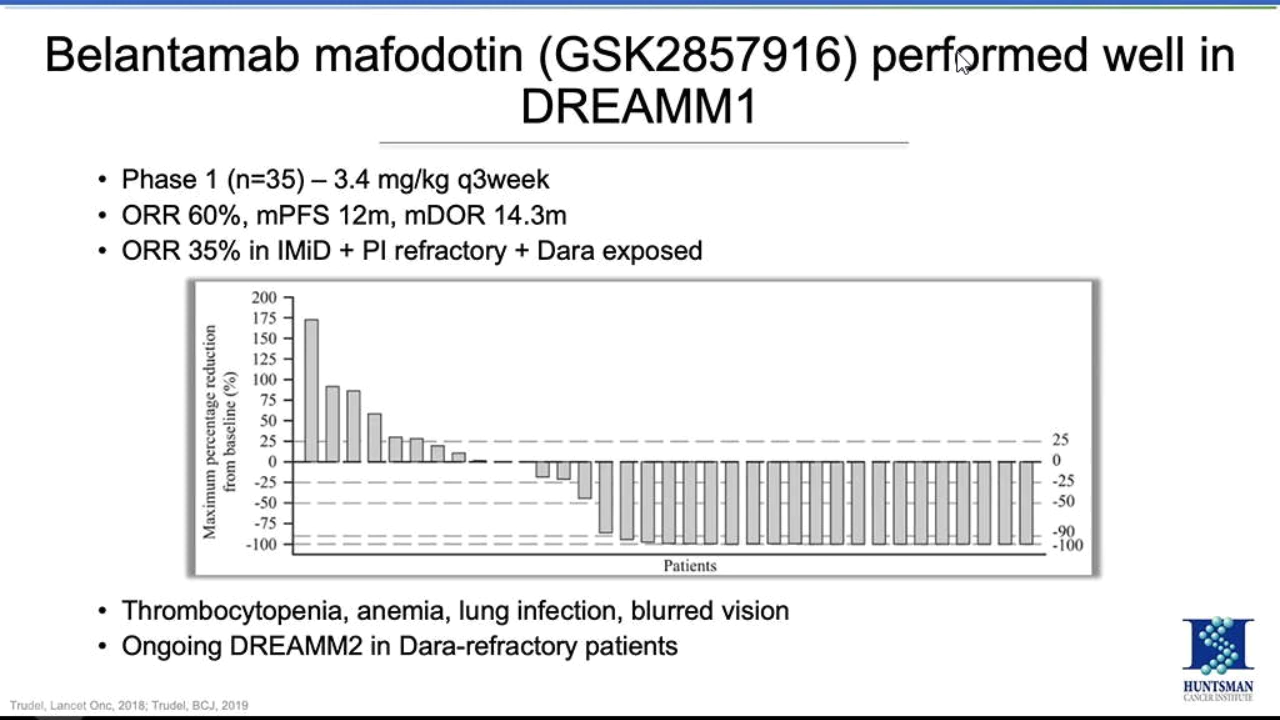 Belantamab mafodotin (GSK2857916) performed well in
DREAMM1
• Phase 1 (n=35) – 3.4 mg/kg q3week
• ORR 60%, mPFS 12m, mDOR 14.3m
• ORR 35% in IMiD + PI refractory + Dara exposed
Maximum percentage reduction
from baseline (%)
200
175
150
125
100
75
50
25
0
-25
-50
-75
-100
25
0
-25
-50
-90
-100
Patients
• Thrombocytopenia, anemia, lung infection, blurred vision
• Ongoing DREAMM2 in Dara-refractory patients
HUNTSMAN
CANCER INSTITUTE
Trudel, Lancet Onc, 2018; Trudel, BCJ, 2019